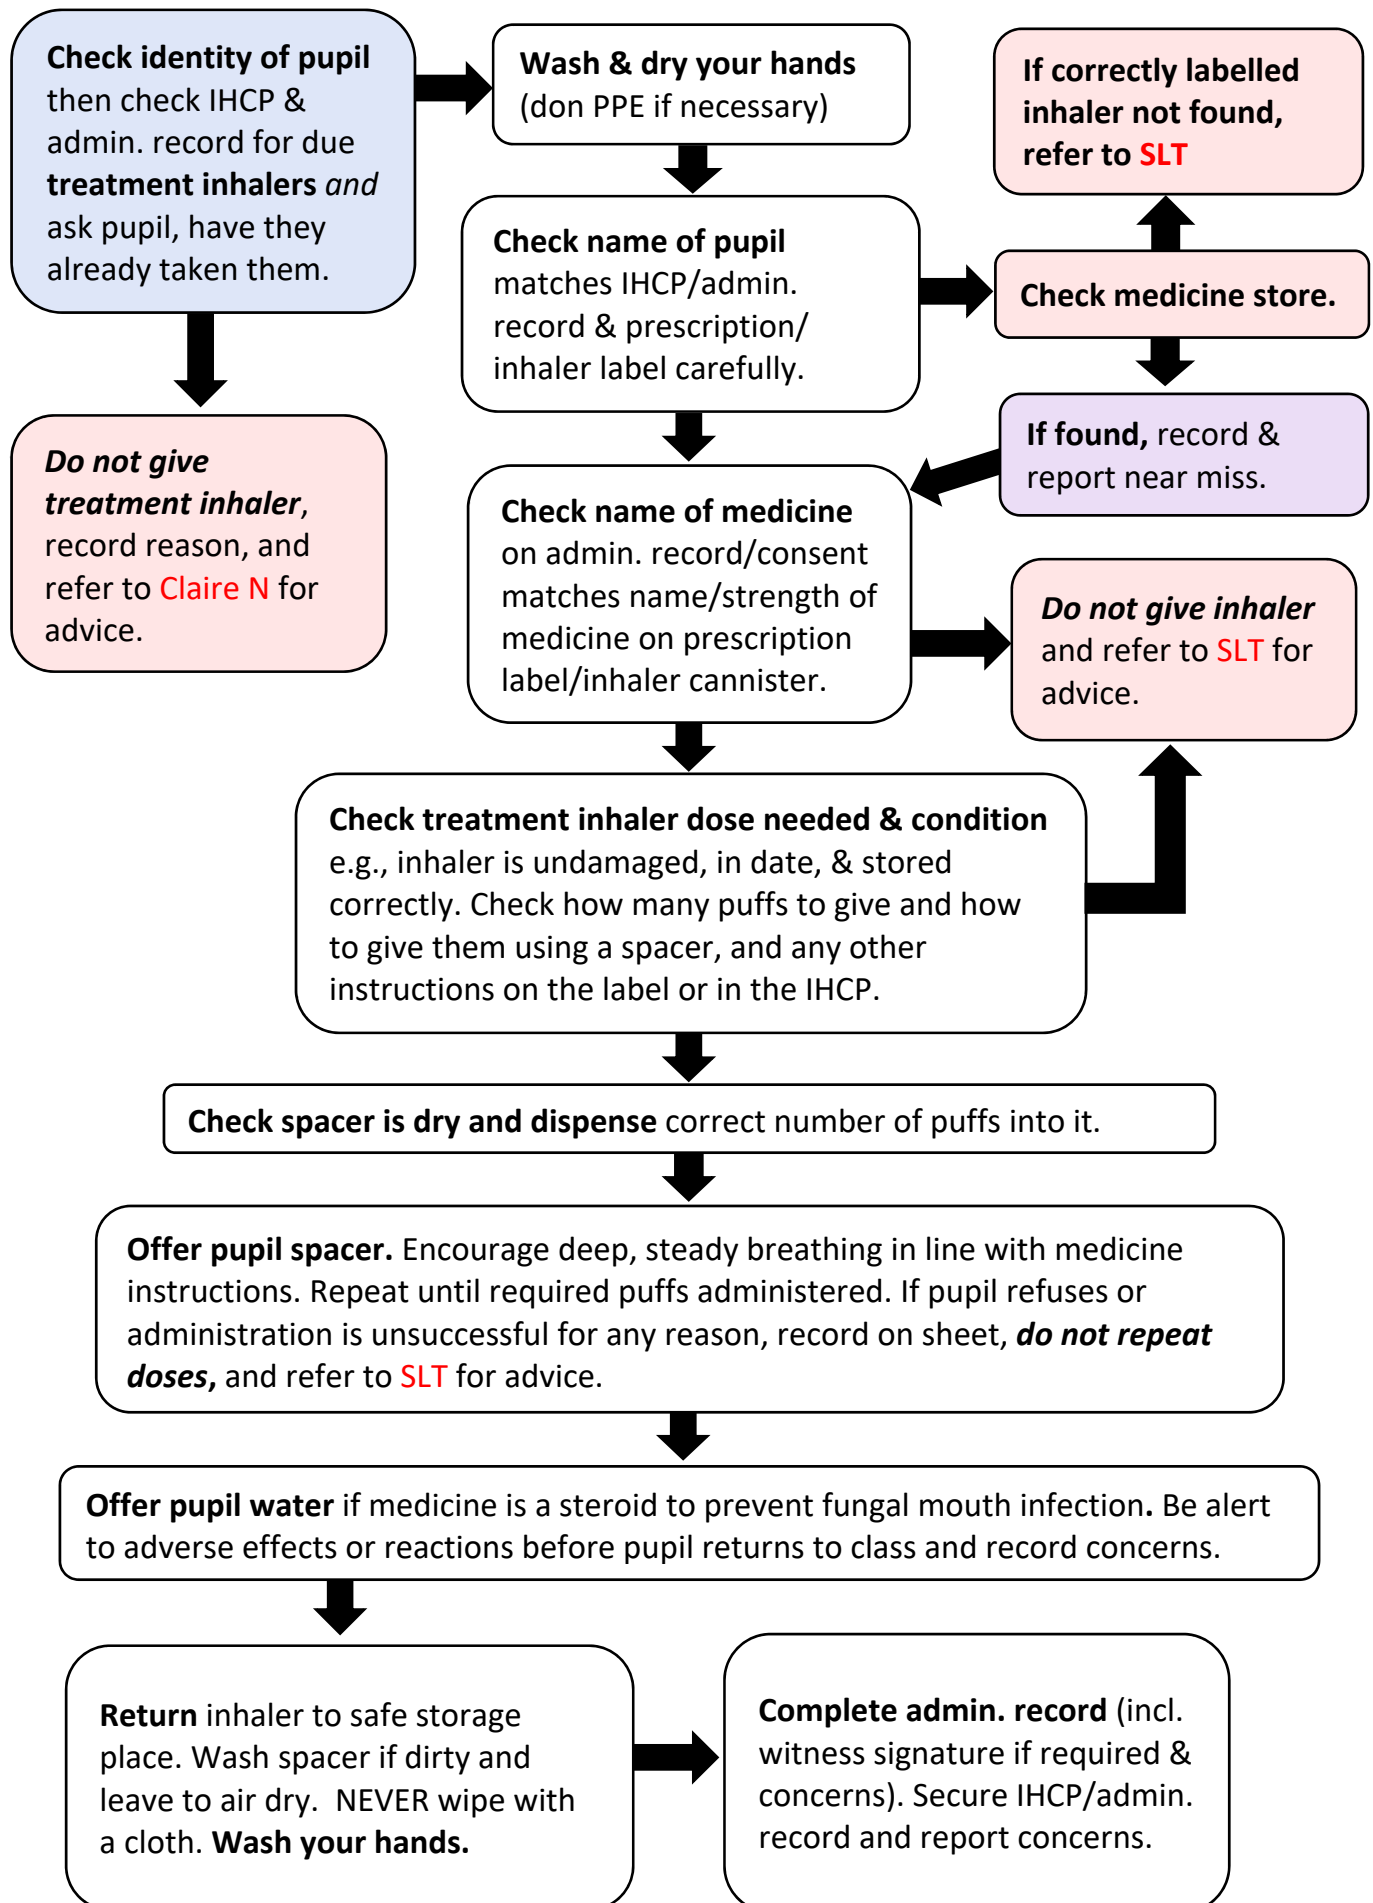 Check identity of pupil
then check IHCP &
admin. record for due
treatment inhalers and
ask pupil, have they
already taken them.
Wash & dry your hands
(don PPE if necessary)
If correctly labelled
inhaler not found,
refer to SLT
Check name of pupil
matches IHCP/admin.
record & prescription/
inhaler label carefully.
Check medicine store.
If found, record &
report near miss.
Do not give
treatment inhaler,
record reason, and
refer to Claire N for
advice.
Check name of medicine
on admin. record/consent
matches name/strength of
medicine on prescription
label/inhaler cannister.
Do not give inhaler
and refer to SLT for
advice.
Check treatment inhaler dose needed & condition
e.g., inhaler is undamaged, in date, & stored
correctly. Check how many puffs to give and how
to give them using a spacer, and any other
instructions on the label or in the IHCP.
Check spacer is dry and dispense correct number of puffs into it.
Offer pupil spacer. Encourage deep, steady breathing in line with medicine
instructions. Repeat until required puffs administered. If pupil refuses or
administration is unsuccessful for any reason, record on sheet, do not repeat
doses, and refer to SLT for advice.
Offer pupil water if medicine is a steroid to prevent fungal mouth infection. Be alert
to adverse effects or reactions before pupil returns to class and record concerns.
Return inhaler to safe storage
place. Wash spacer if dirty and
leave to air dry.  NEVER wipe with
a cloth. Wash your hands.
Complete admin. record (incl.
witness signature if required &
concerns). Secure IHCP/admin.
record and report concerns.